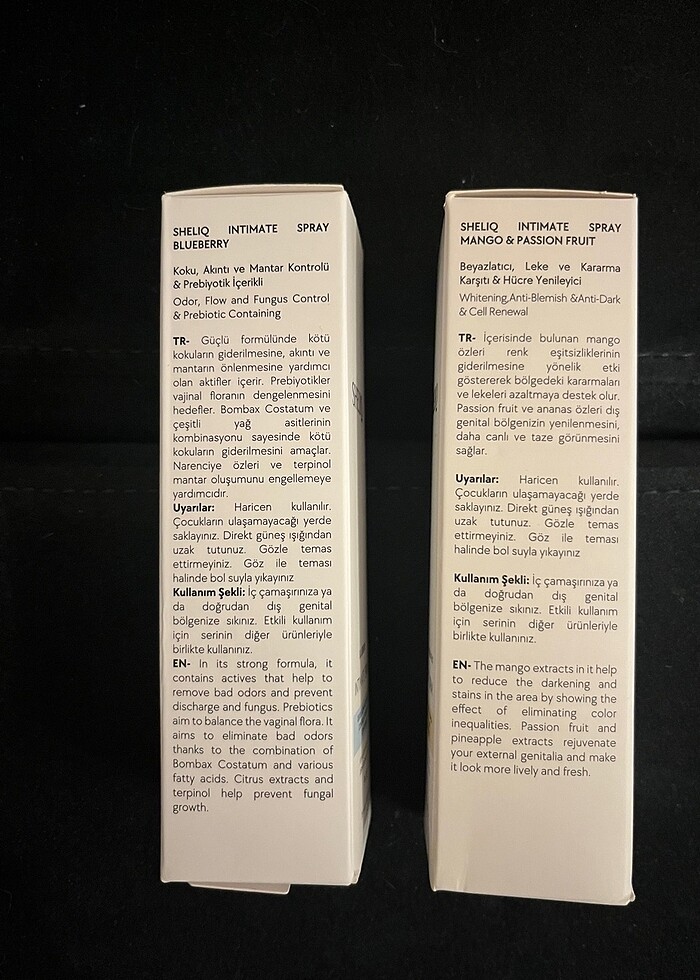 SHELIQ INTIMATE SPRAY
BLUEBERRY
Koku, Akıntı ve Mantar Kontrolü
& Prebiyotik İçerikli
Odor, Flow and Fungus Control
& Prebiotic Containing
TR- Güçlü formülünde kötü
kokuların giderilmesine, akıntı ve
mantarın önlenmesine yardımcı
olan aktifler içerir. Prebiyotikler
vajinal floranın dengelenmesini
hedefler. Bombax Costatum ve
çeşitli yağ asitlerinin
kombinasyonu sayesinde kötü
kokuların giderilmesini amaçlar.
Narenciye özleri ve terpinol
mantar oluşumunu engellemeye
yardımcıdır.
Uyarılar: Haricen kullanılır.
Çocukların ulaşamayacağı yerde
saklayınız. Direkt güneş ışığından
uzak tutunuz. Gözle temas
ettirmeyiniz. Göz ile teması
halinde bol suyla yıkayınız
Kullanım Şekli: İç çamaşırınıza ya
da doğrudan dış genital
bölgenize sıkınız. Etkili kullanım
için serinin diğer ürünleriyle
birlikte kullanınız.
EN- In its strong formula, it
contains actives that help to
remove bad odors and prevent
discharge and fungus. Prebiotics
aim to balance the vaginal flora. It
aims to eliminate bad odors
thanks to the combination of
Bombax Costatum and various
fatty acids. Citrus extracts and
terpinol help prevent fungal
growth.
SHELIQ INTIMATE SPRAY
MANGO & PASSION FRUIT
Beyazlatıcı, Leke ve Kararma
Karşıtı & Hücre Yenileyici
Whitening,Anti-Blemish &Anti-Dark
& Cell Renewal
TR- İçerisinde bulunan mango
özleri renk eşitsizliklerinin
giderilmesine yönelik etki
göstererek bölgedeki kararmaları
ve lekeleri azaltmaya destek olur.
Passion fruit ve ananas özleri dış
genital bölgenizin yenilenmesini,
daha canlı ve taze görünmesini
sağlar.
Uyarılar: Haricen kullanılır.
Çocukların ulaşamayacağı yerde
saklayınız. Direkt güneş ışığından
uzak tutunuz. Gözle temas
ettirmeyiniz. Göz ile teması
halinde bol suyla yıkayınız
Kullanım Şekli: İç çamaşırınıza ya
da doğrudan dış genital
bölgenize sıkınız. Etkili kullanım
için serinin diğer ürünleriyle
birlikte kullanınız.
EN- The mango extracts in it help
to reduce the darkening and
stains in the area by showing the
effect of eliminating color
inequalities. Passion fruit and
pineapple extracts rejuvenate
your external genitalia and make
it look more lively and fresh.